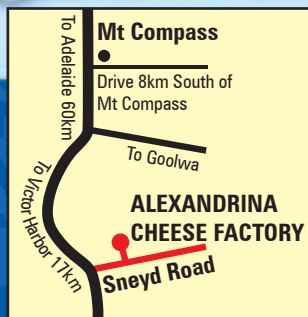 To Adelaide 60km
Mt Compass
Drive 8km South of
Mt Compass
To Goolwa
To Victor Harbor 17km
ALEXANDRINA
CHEESE FACTORY
Sneyd Road